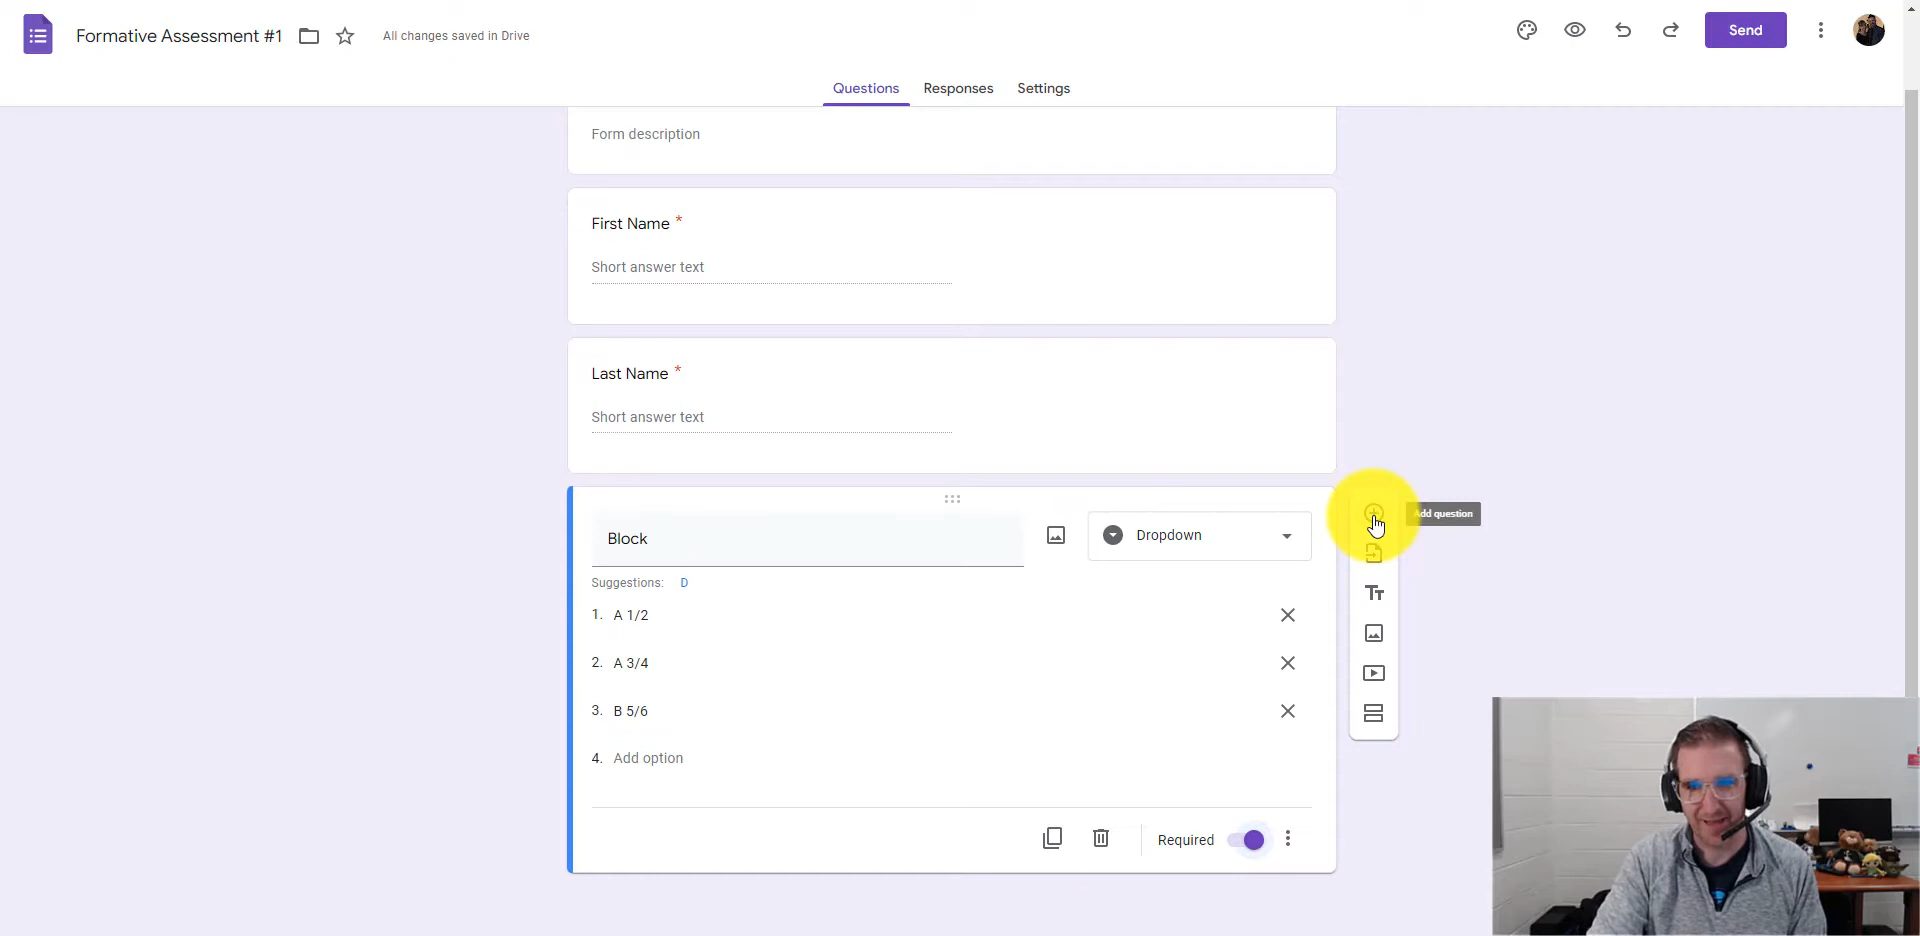 Formative Assessment #1
All changes saved in Drive
Send
Questions Responses Settings
Form description
First Name *
Short answer text
Last Name *
Short answer text
Add question
Block
Dropdown
Suggestions: D
1. A 1/2
2. A 3/4
3. B 5/6
4. Add option
Required